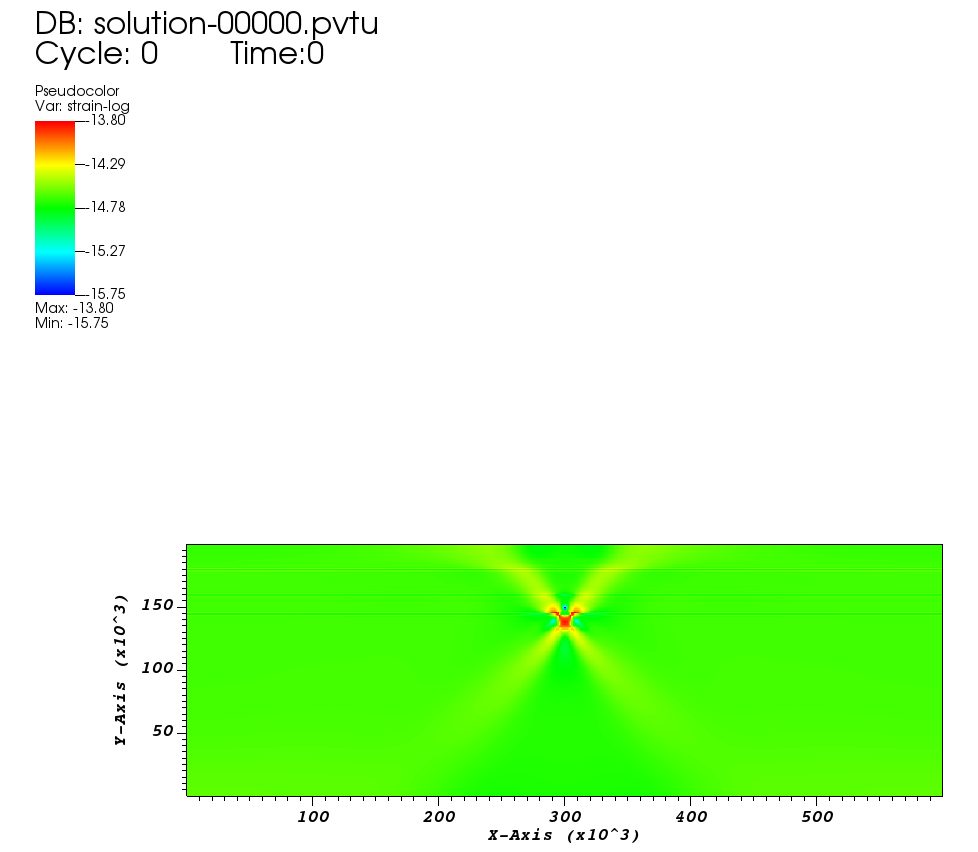 DB: solution-00000.pvtu
Cycle: 0 Time:0
Pseudocolor
Var: strain-log
-13.80
-14.29
-14.78
-15.27
-15.75
Max: -13.80
Min: -15.75
150
100
50
Y-Axis (x10^3)
100 200 300 400 500
X-Axis (x10^3)